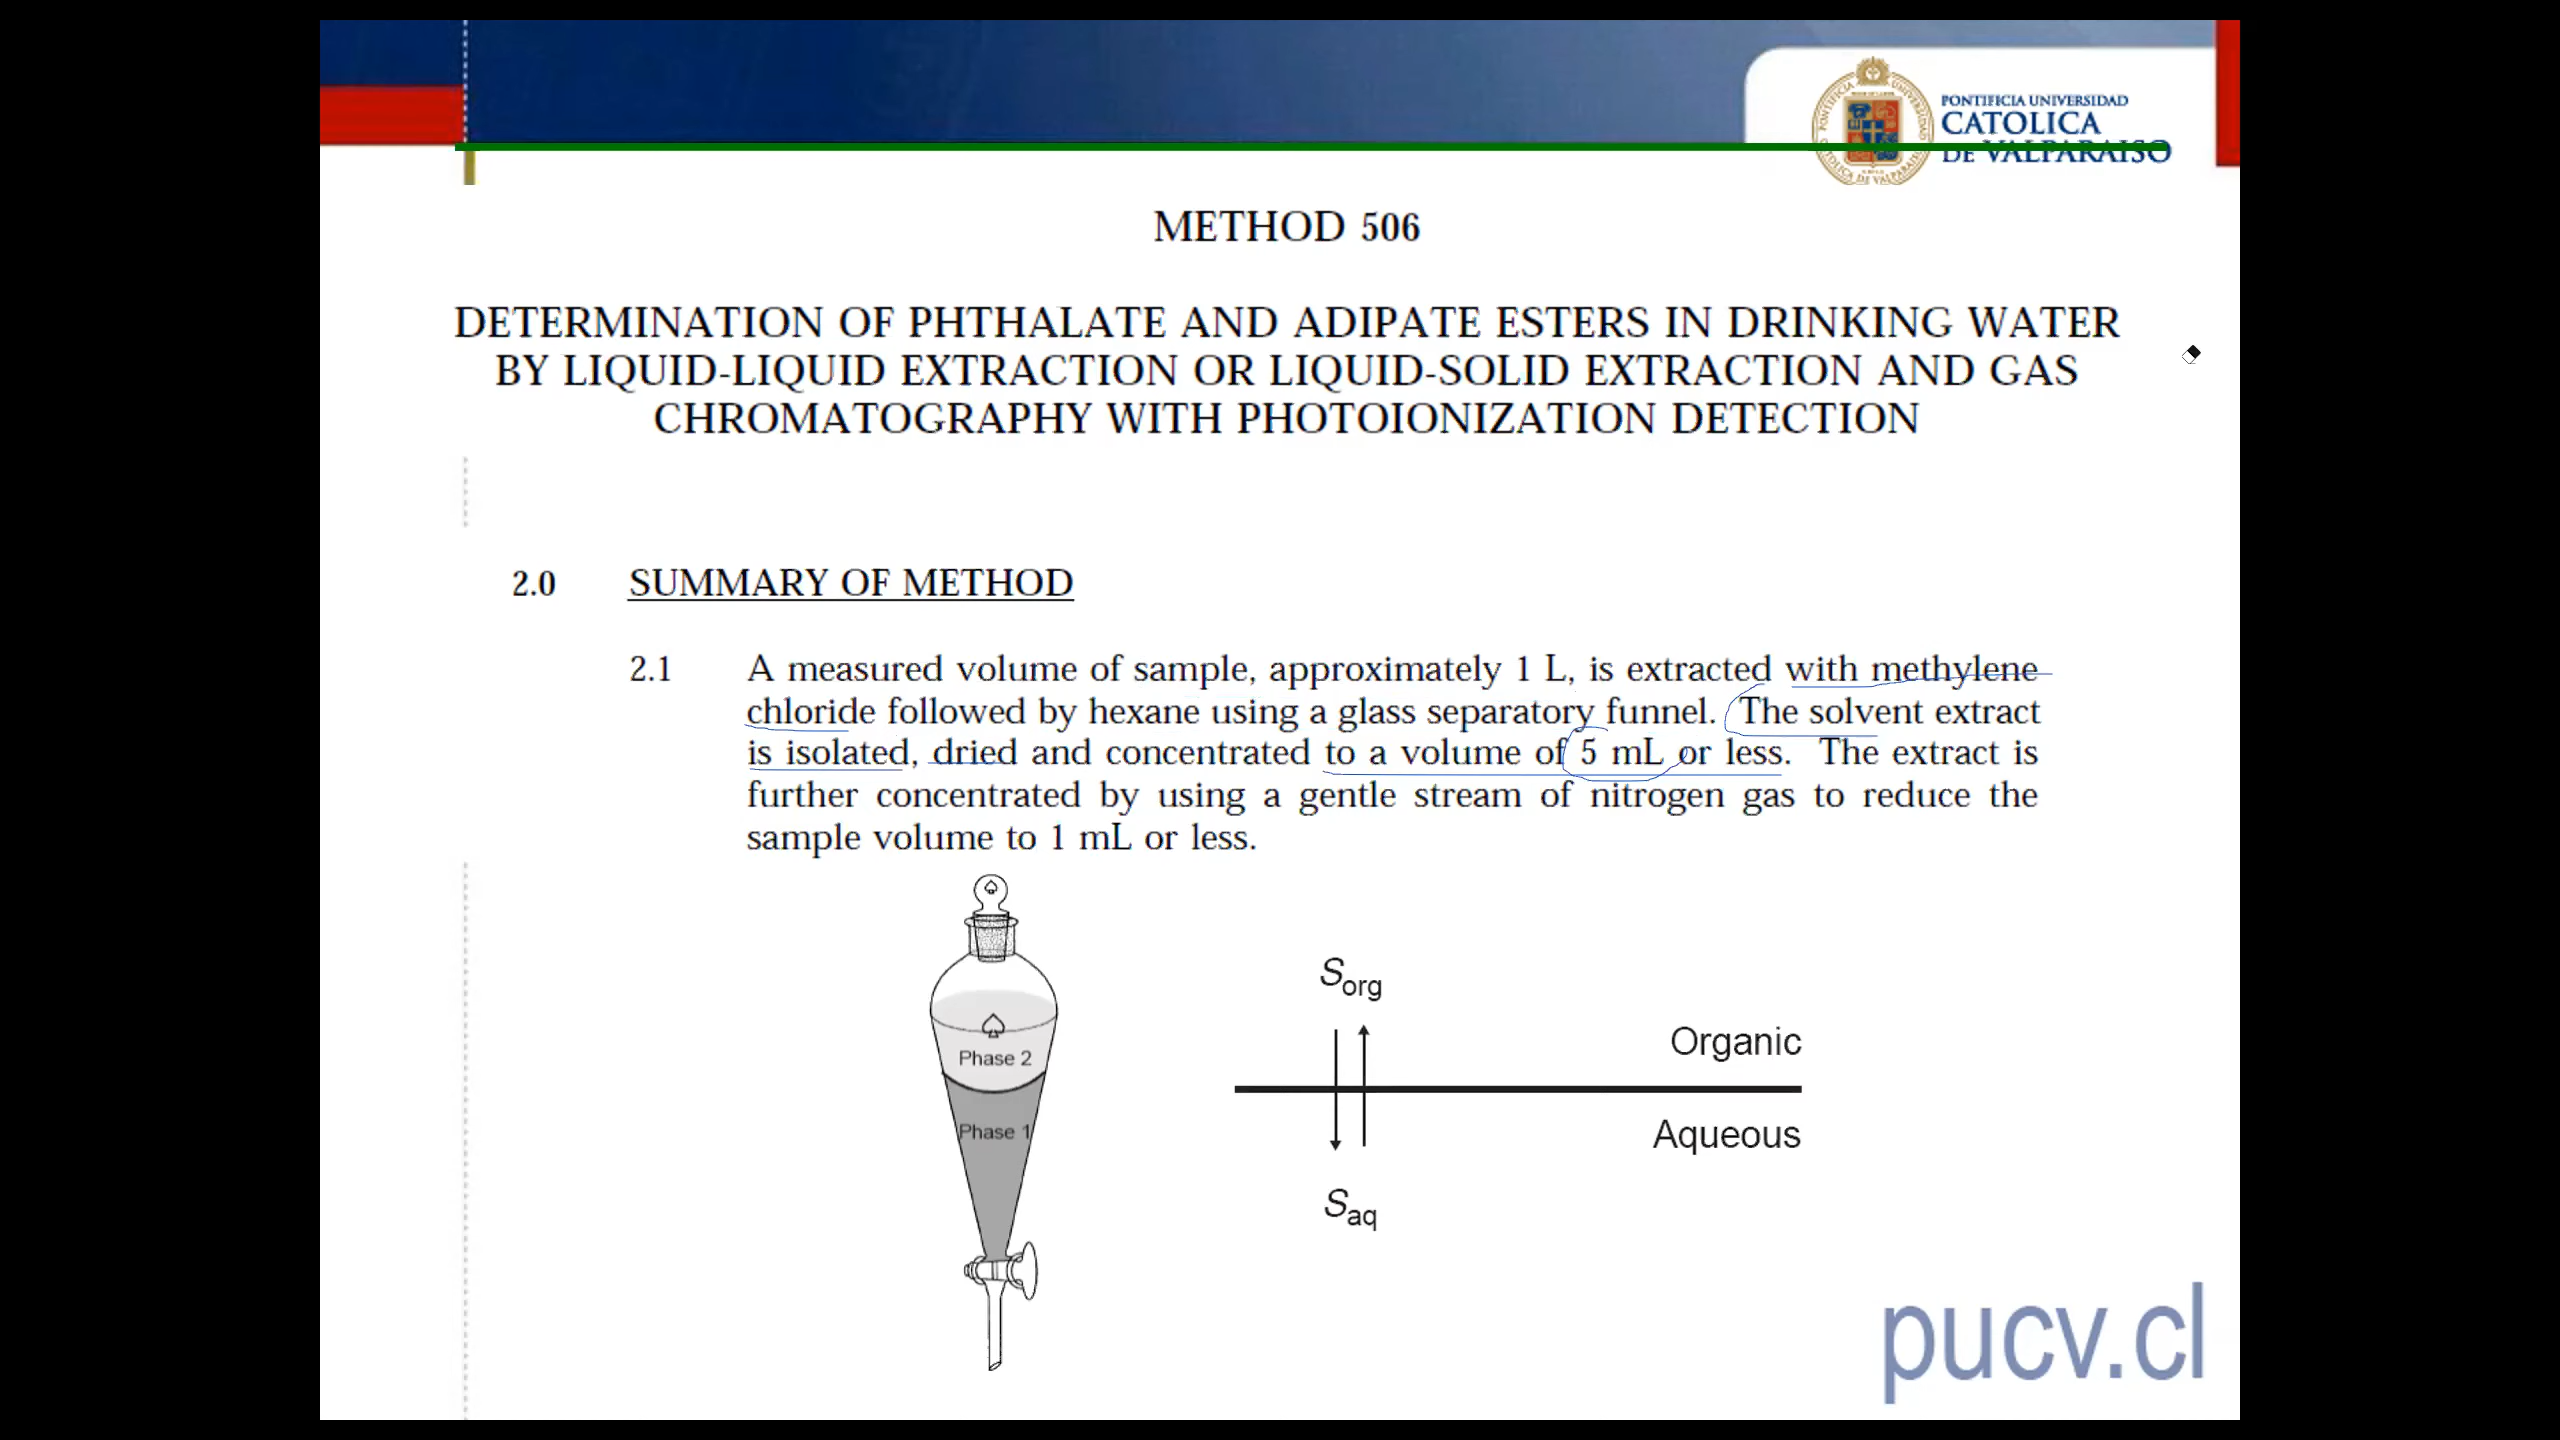 PONTIFICIA UNIVERSIDAD
CATOLICA
DE VALPARAISO
METHOD 506
DETERMINATION OF PHTHALATE AND ADIPATE ESTERS IN DRINKING WATER
BY LIQUID-LIQUID EXTRACTION OR LIQUID-SOLID EXTRACTION AND GAS
CHROMATOGRAPHY WITH PHOTOIONIZATION DETECTION
2.0 SUMMARY OF METHOD
2.1 A measured volume of sample, approximately 1 L, is extracted with methylene
chloride followed by hexane using a glass separatory funnel. The solvent extract
is isolated, dried and concentrated to a volume of 5 mL or less. The extract is
further concentrated by using a gentle stream of nitrogen gas to reduce the
sample volume to 1 mL or less.
Phase 2
Phase 1
Sorg
Organic
Aqueous
Saq
pucv.cl